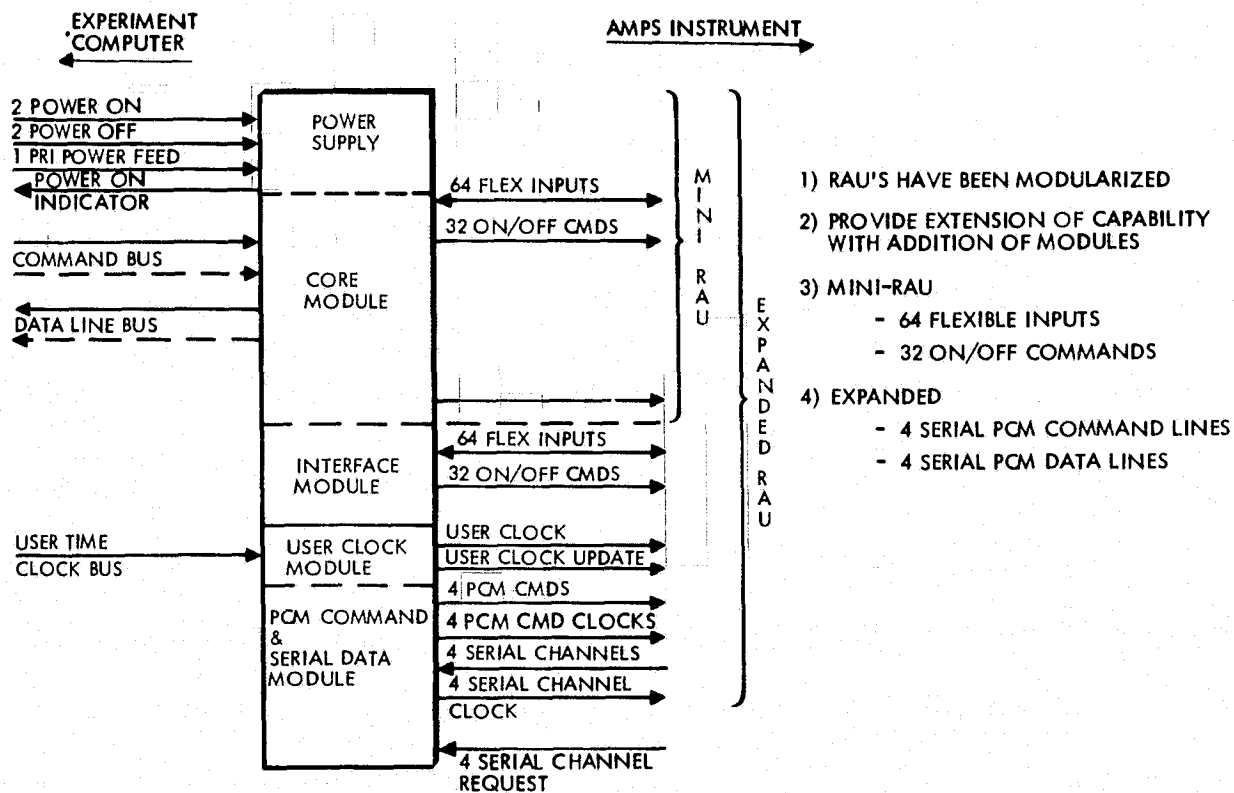 EXPERIMENT
COMPUTER
AMPS INSTRUMENT
2 POWER ON
2 POWER OFF
1 PRI POWER FEED
POWER ON
INDICATOR
COMMAND BUS
DATA LINE BUS
USER TIME
CLOCK BUS
POWER
SUPPLY
CORE
MODULE
INTERFACE
MODULE
USER CLOCK
MODULE
PCM COMMAND
&
SERIAL DATA
MODULE
64 FLEX INPUTS
32 ON/OFF CMDS
64 FLEX INPUTS
32 ON/OFF CMDS
USER CLOCK
USER CLOCK UPDATE
4 PCM CMDS
4 PCM CMD CLOCKS
4 SERIAL CHANNELS
4 SERIAL CHANNEL
CLOCK
4 SERIAL CHANNEL
REQUEST
MINI RAU
EXPANDED RAU
1) RAU'S HAVE BEEN MODULARIZED
2) PROVIDE EXTENSION OF CAPABILITY
WITH ADDITION OF MODULES
3) MINI-RAU
- 64 FLEXIBLE INPUTS
- 32 ON/OFF COMMANDS
4) EXPANDED
- 4 SERIAL PCM COMMAND LINES
- 4 SERIAL PCM DATA LINES